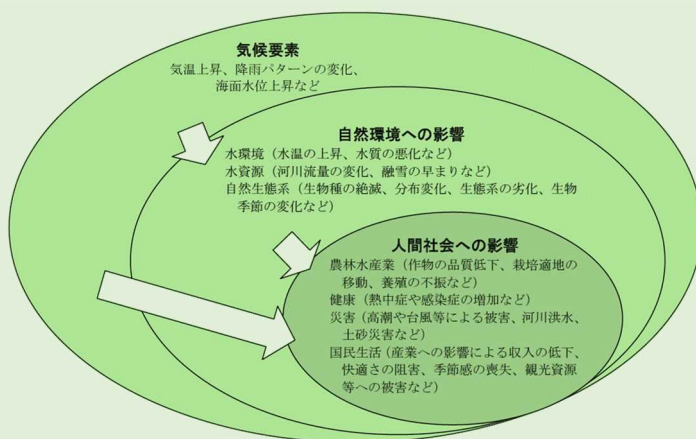 気候要素
気温上昇、降雨パターンの変化、
海面水位上昇など
自然環境への影響
水環境（水温の上昇、水質の悪化など）
水資源（河川流量の変化、融雪の早まりなど）
自然生態系（生物種の絶滅、分布変化、生態系の劣化、生物
季節の変化など）
人間社会への影響
農林水産業（作物の品質低下、栽培適地の
移動、養殖の不振など）
健康（熱中症や感染症の増加など）
災害（高潮や台風等による被害、河川洪水、
土砂災害など）
国民生活（産業への影響による収入の低下、
快適さの阻害、季節感の喪失、観光資源
等への被害など）